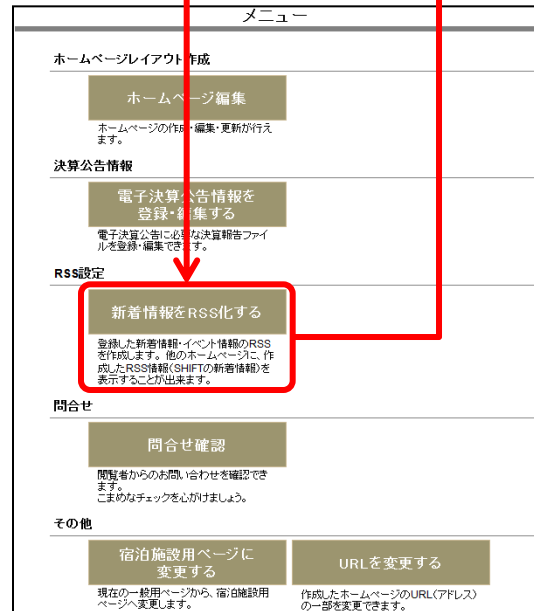 メニュー
ホームページレイアウト作成
ホームページ編集
ホームページの作成・編集・更新が行え
ます。
決算公告情報
電子決算公告情報を
登録・編集する
電子決算公告に必要な決算報告ファイ
ルを登録・編集できます。
RSS設定
新着情報をRSS化する
登録した新着情報・イベント情報のRSS
を作成します。他のホームページに、作
成したRSS情報(SHIFTの新着情報)を
表示することが出来ます。
問合せ
問合せ確認
閲覧者からのお問い合わせを確認でき
ます。
こまめなチェックを心がけましょう。
その他
宿泊施設用ページに
変更する
現在の一般用ページから、宿泊施設用
ページへ変更します。
URLを変更する
作成したホームページのURL(アドレス)
の一部を変更できます。